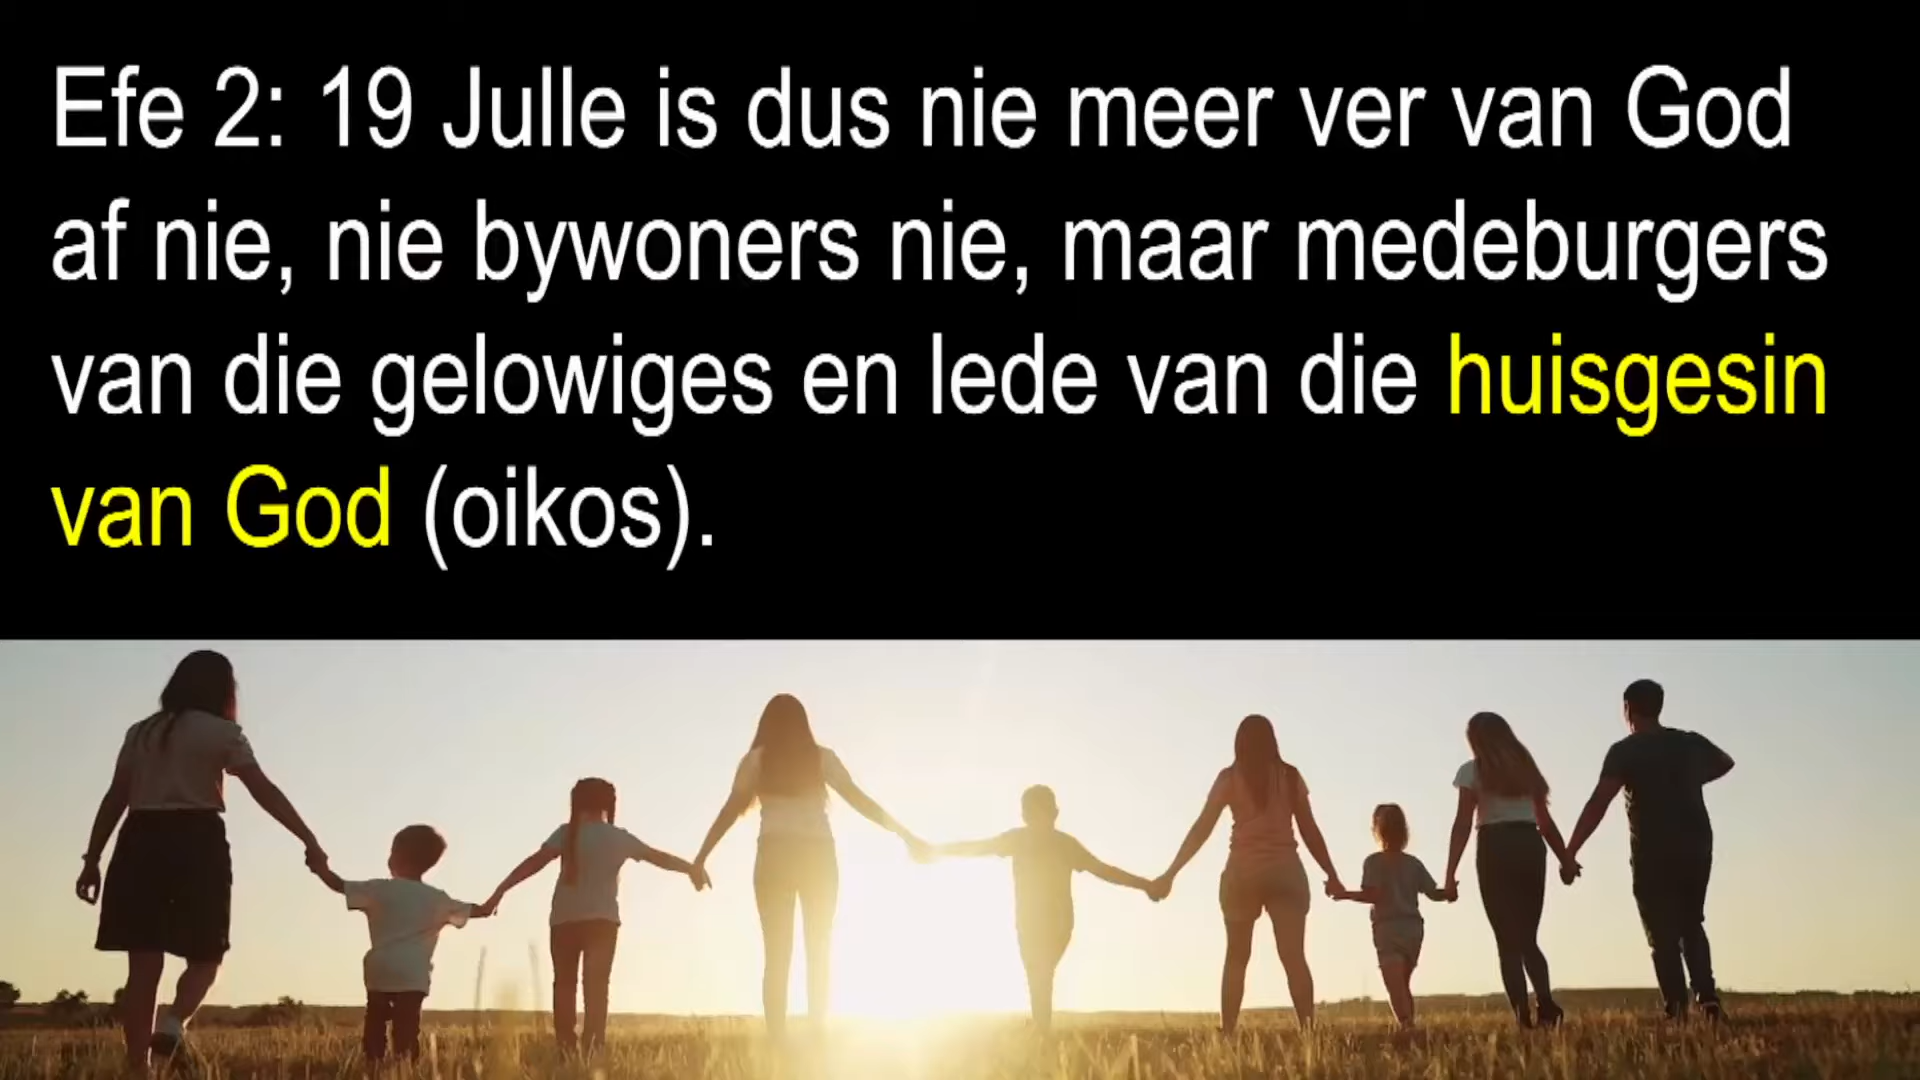 Efe 2: 19 Julle is dus nie meer ver van God
af nie, nie bywoners nie, maar medeburgers
van die gelowiges en lede van die huisgesin
van God (oikos).